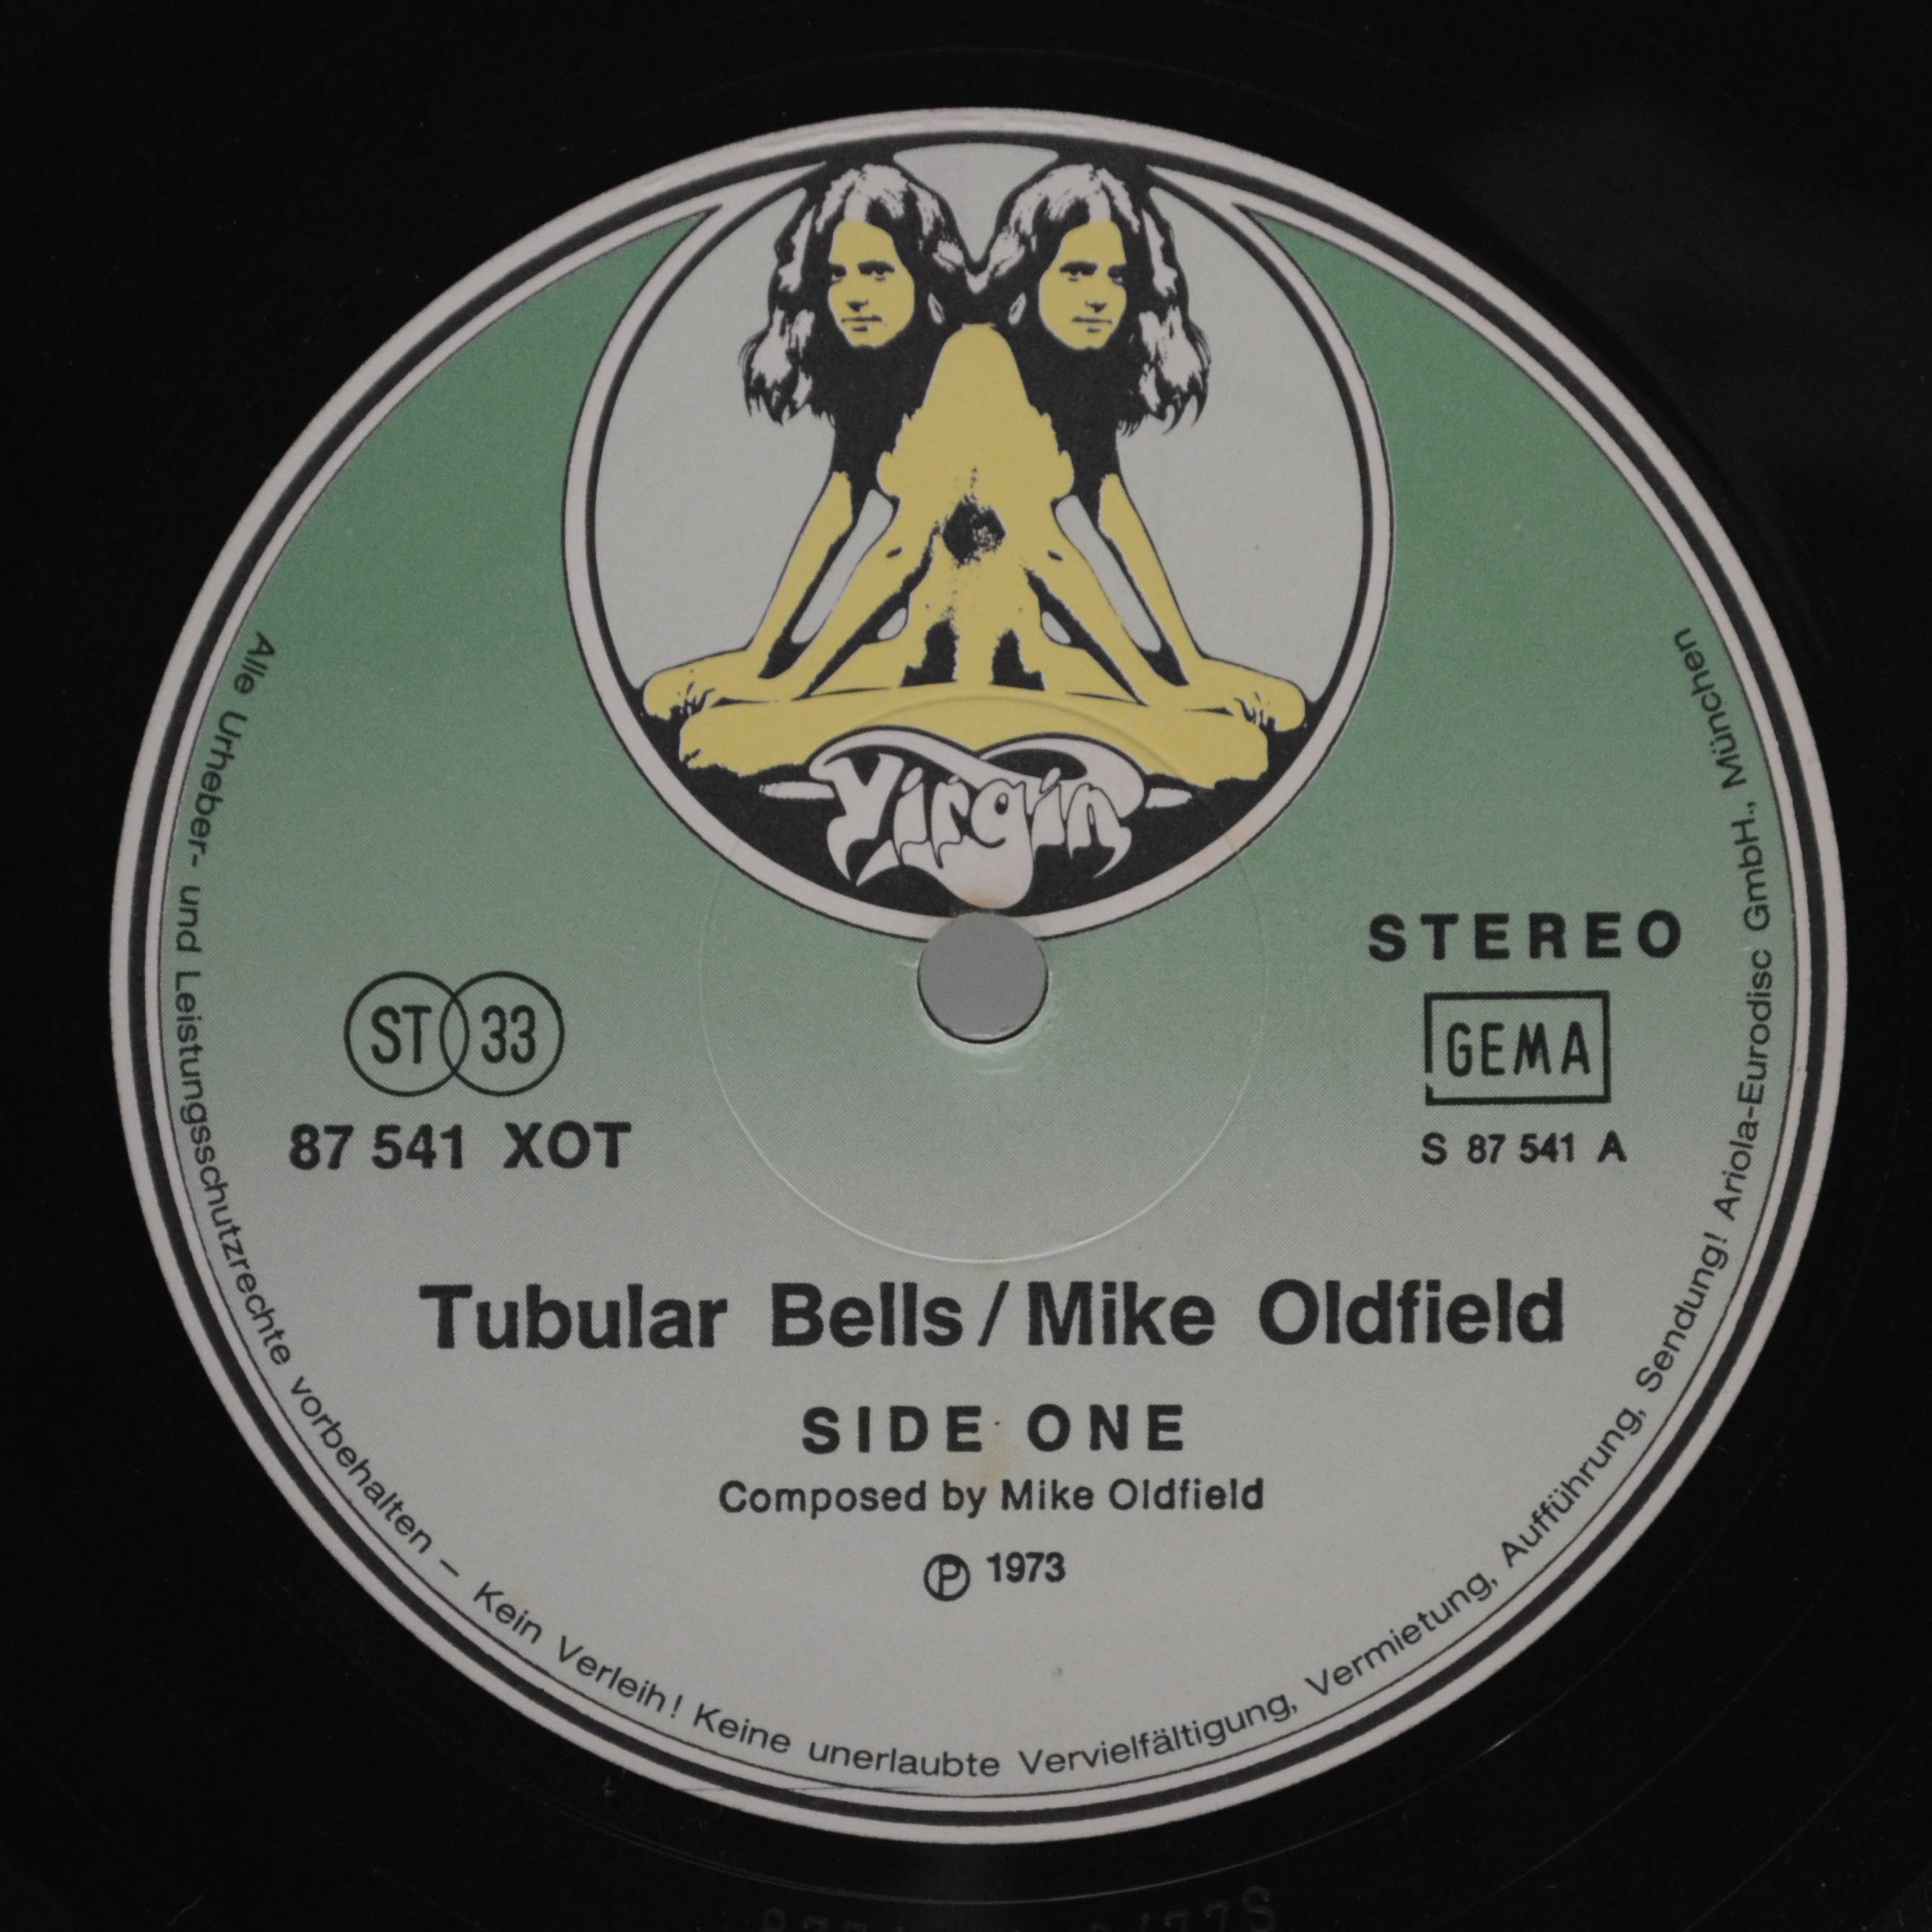 Virgin
STEREO
ST 33
GEMA
87 541 XOT
S 87 541 A
Tubular Bells / Mike Oldfield
SIDE ONE
Composed by Mike Oldfield
℗ 1973
Alle Urheber- und Leistungsschutzrechte vorbehalten – Kein Verleih! Keine unerlaubte Vervielfältigung, Vermietung, Aufführung, Sendung! Ariola-Eurodisc GmbH., München